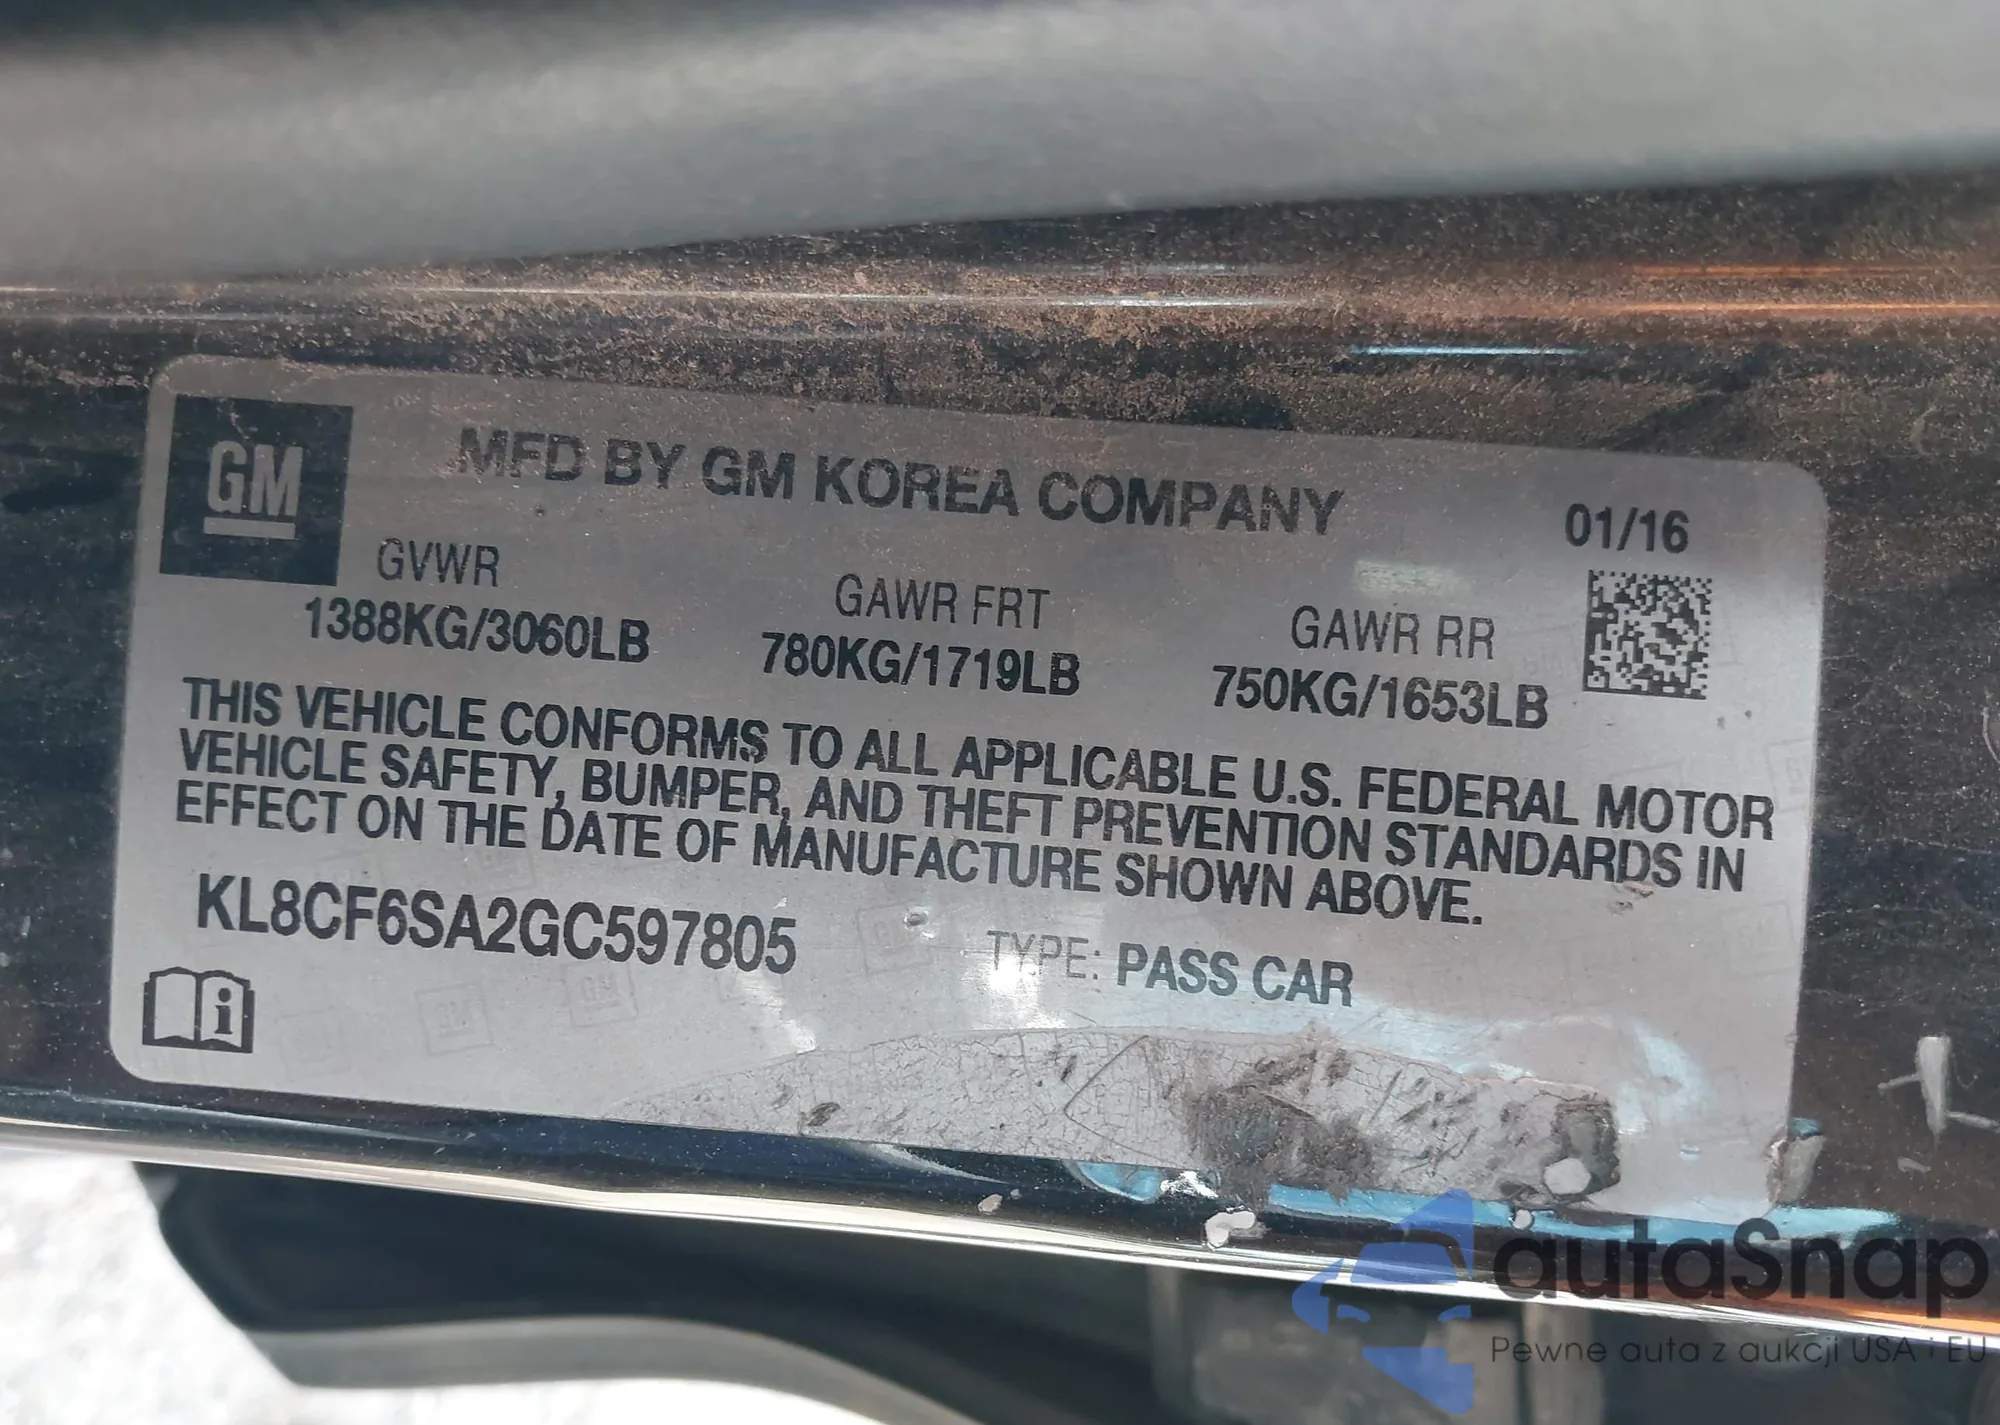 GM
MFD BY GM KOREA COMPANY
01/16
GVWR
1388KG/3060LB
GAWR FRT
780KG/1719LB
GAWR RR
750KG/1653LB
THIS VEHICLE CONFORMS TO ALL APPLICABLE U.S. FEDERAL MOTOR
VEHICLE SAFETY, BUMPER, AND THEFT PREVENTION STANDARDS IN
EFFECT ON THE DATE OF MANUFACTURE SHOWN ABOVE.
KL8CF6SA2GC597805
TYPE: PASS CAR
i
autaSnap
Pewne auta z aukcji USA i EU